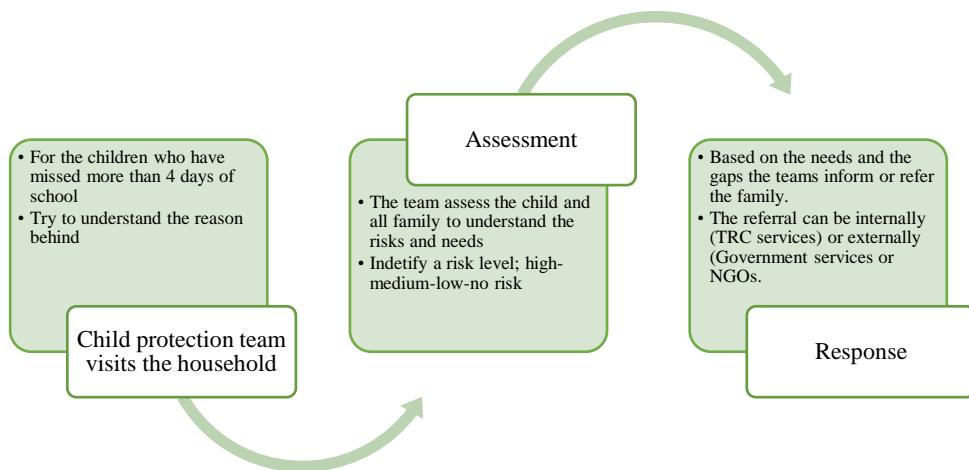 • For the children who have
missed more than 4 days of
school
• Try to understand the reason
behind
Child protection team
visits the household
Assessment
• The team assess the child and
all family to understand the
risks and needs
• Indetify a risk level; high-
medium-low-no risk
• Based on the needs and the
gaps the teams inform or refer
the family.
• The referral can be internally
(TRC services) or externally
(Government services or
NGOs.
Response